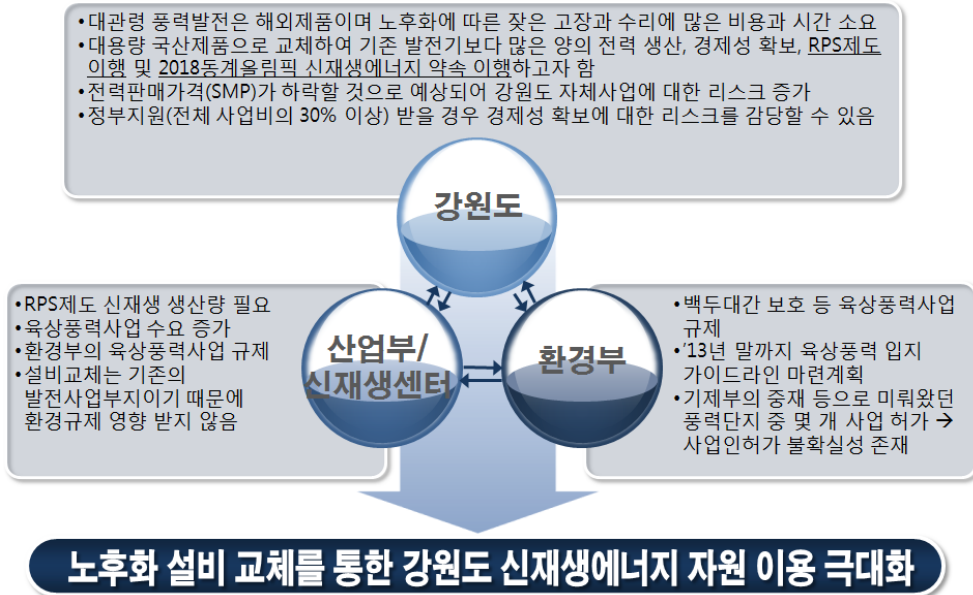 •대관령 풍력발전은 해외제품이며 노후화에 따른 잦은 고장과 수리에 많은 비용과 시간 소요
•대용량 국산제품으로 교체하여 기존 발전기보다 많은 양의 전력 생산, 경제성 확보, RPS제도
이행 및 2018동계올림픽 신재생에너지 약속 이행하고자 함
•전력판매가격(SMP)가 하락할 것으로 예상되어 강원도 자체사업에 대한 리스크 증가
•정부지원(전체 사업비의 30% 이상) 받을 경우 경제성 확보에 대한 리스크를 감당할 수 있음
강원도
•RPS제도 신재생 생산량 필요
•육상풍력사업 수요 증가
•환경부의 육상풍력사업 규제
•설비교체는 기존의
발전사업부지이기 때문에
환경규제 영향 받지 않음
산업부/
신재생센터
환경부
•백두대간 보호 등 육상풍력사업
규제
•’13년 말까지 육상풍력 입지
가이드라인 마련계획
•기제부의 중재 등으로 미뤄왔던
풍력단지 중 몇 개 사업 허가 →
사업인허가 불확실성 존재
노후화 설비 교체를 통한 강원도 신재생에너지 자원 이용 극대화